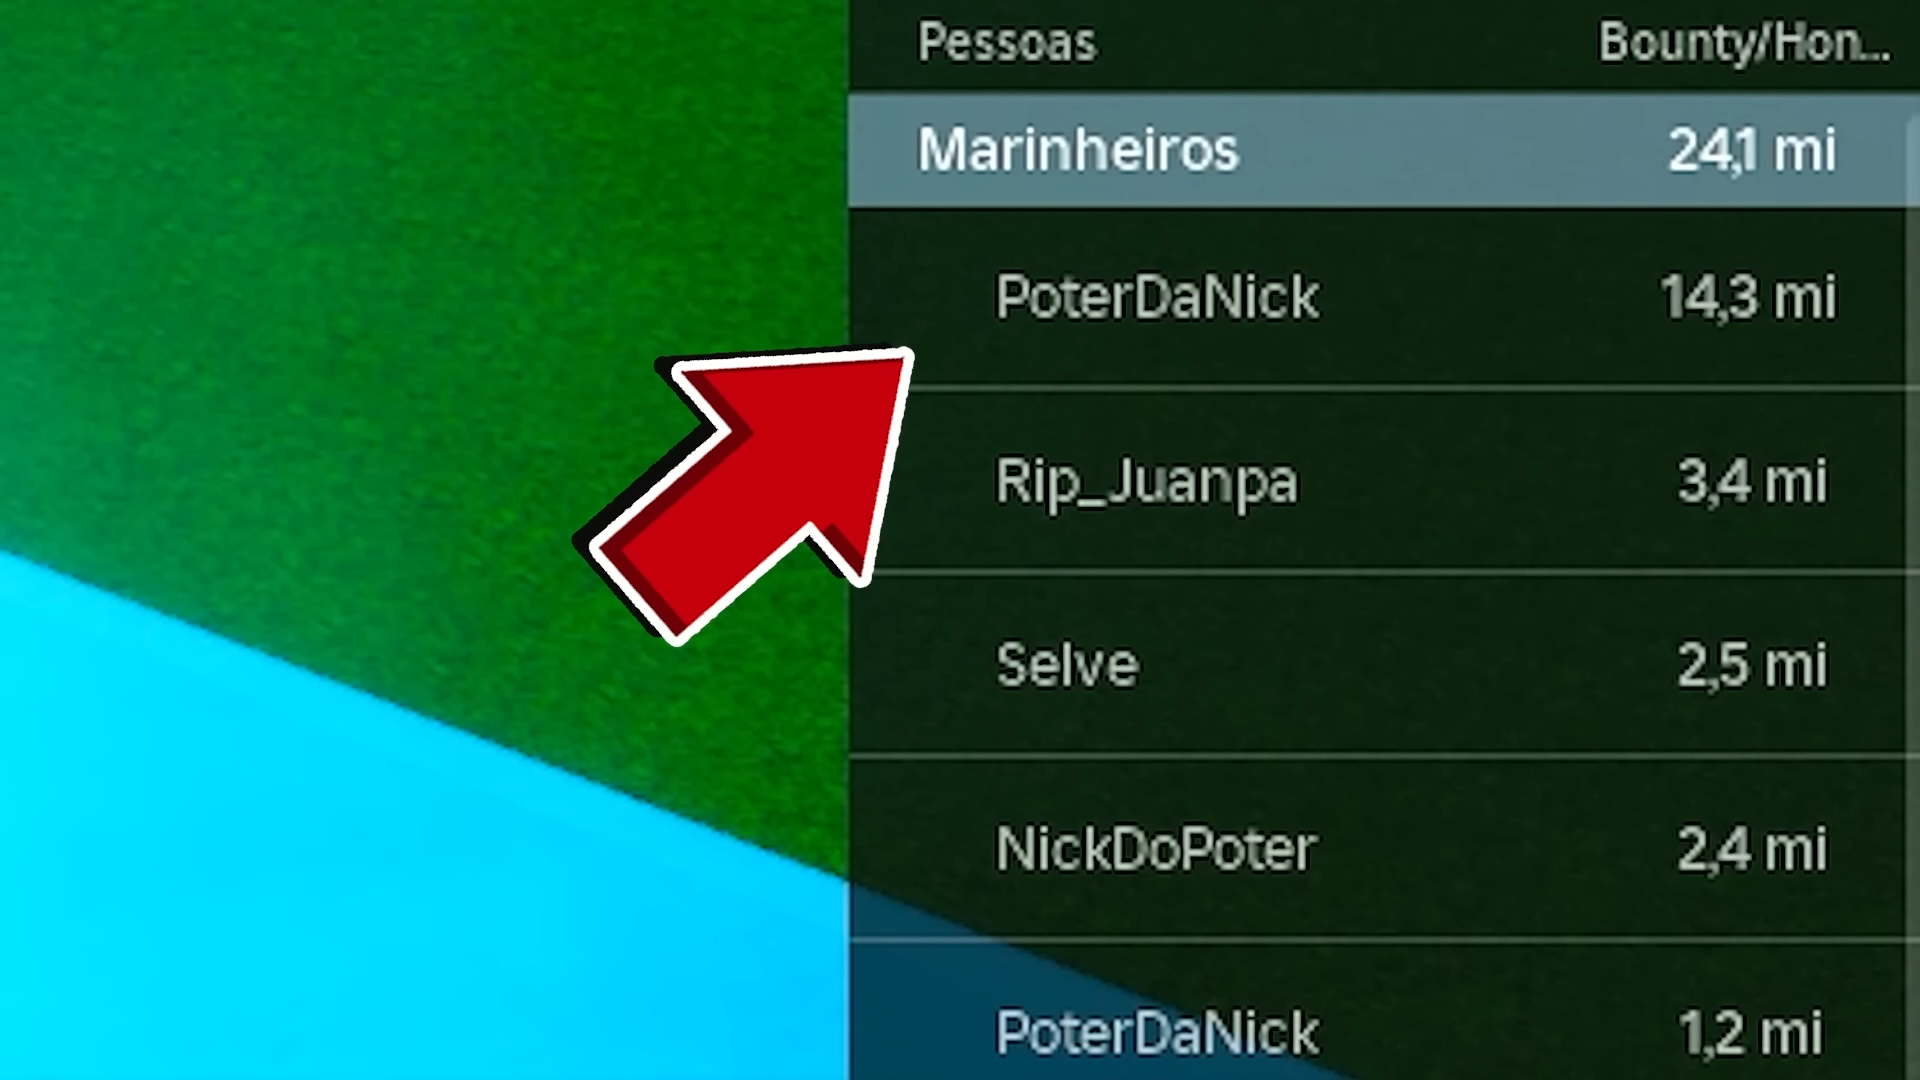 Pessoas Bounty/Hon...
Marinheiros 24,1 mi
PoterDaNick 14,3 mi
Rip_Juanpa 3,4 mi
Selve 2,5 mi
NickDoPoter 2,4 mi
PoterDaNick 1,2 mi